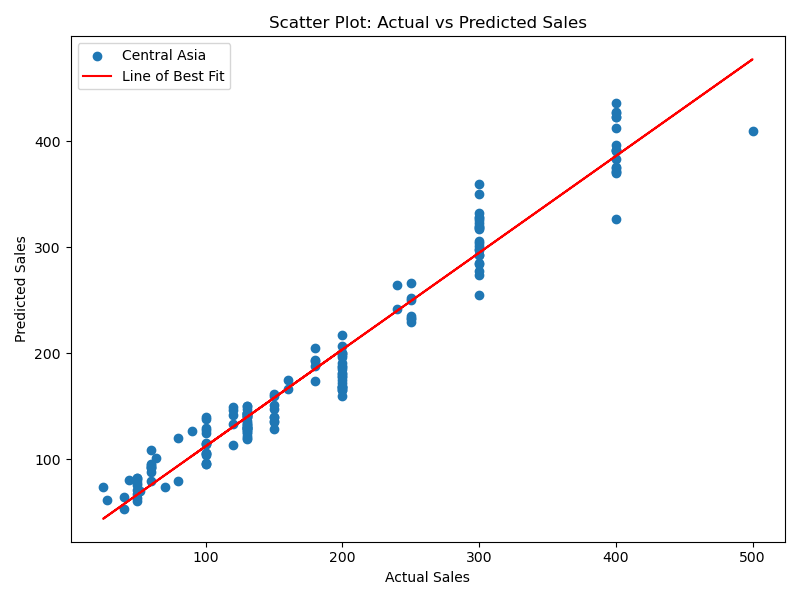 Scatter Plot: Actual vs Predicted Sales
Central Asia
Line of Best Fit
Predicted Sales
400
300
200
100
100 200 300 400 500
Actual Sales